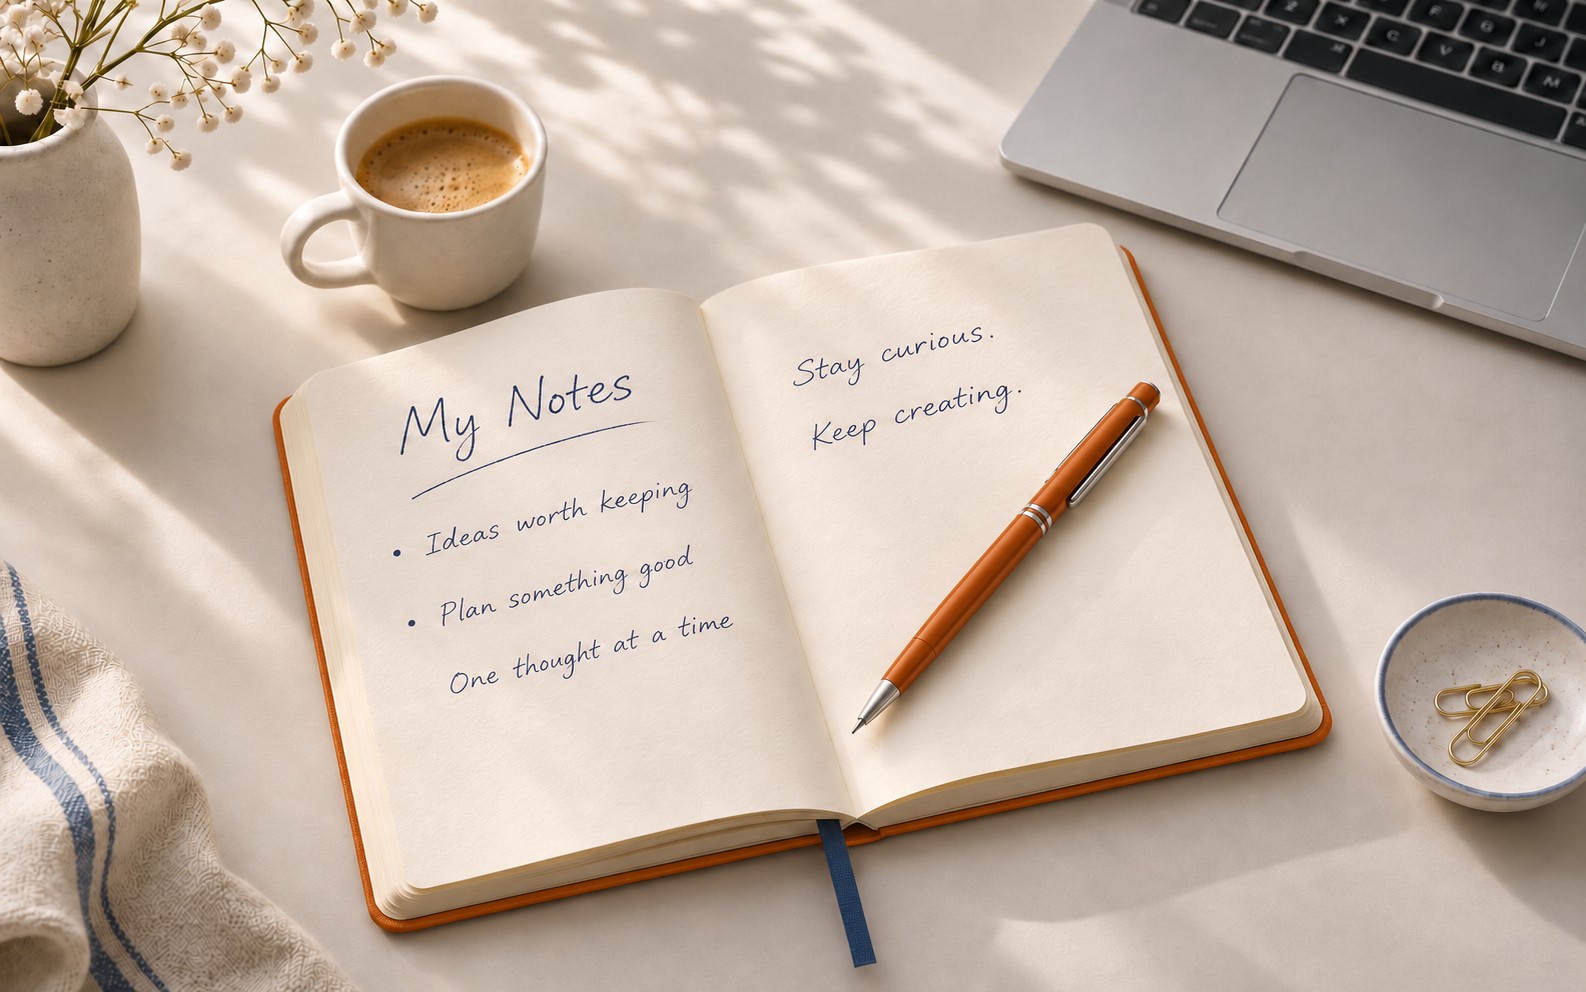 My Notes
• Ideas worth keeping
• Plan something good
One thought at a time
Stay curious.
Keep creating.